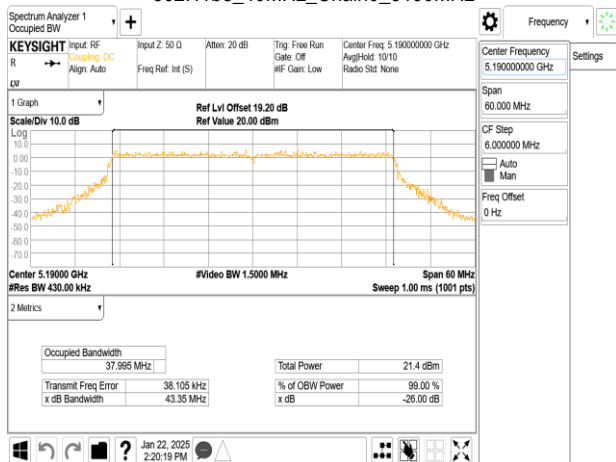 Spectrum Analyzer 1
Occupied BW
Frequency
Settings
KEYSIGHT
R
LXI
Input: RF
Coupling: DC
Align: Auto
Input Z: 50 Ω
Freq Ref: Int (S)
Atten: 20 dB
Trig: Free Run
Gate: Off
#IF Gain: Low
Center Freq: 5.190000000 GHz
Avg|Hold: 10/10
Radio Std: None
Center Frequency
5.190000000 GHz
Span
60.000 MHz
CF Step
6.000000 MHz
Auto
Man
Freq Offset
0 Hz
1 Graph
Scale/Div 10.0 dB
Ref Lvl Offset 19.20 dB
Ref Value 20.00 dBm
Log
10.0
0.00
-10.0
-20.0
-30.0
-40.0
-50.0
-60.0
-70.0
Center 5.19000 GHz
#Res BW 430.00 kHz
#Video BW 1.5000 MHz
Span 60 MHz
Sweep 1.00 ms (1001 pts)
2 Metrics
Occupied Bandwidth
37.995 MHz
Transmit Freq Error 38.105 kHz
x dB Bandwidth 43.35 MHz
Total Power 21.4 dBm
% of OBW Power 99.00 %
x dB -26.00 dB
?
Jan 22, 2025
2:20:19 PM